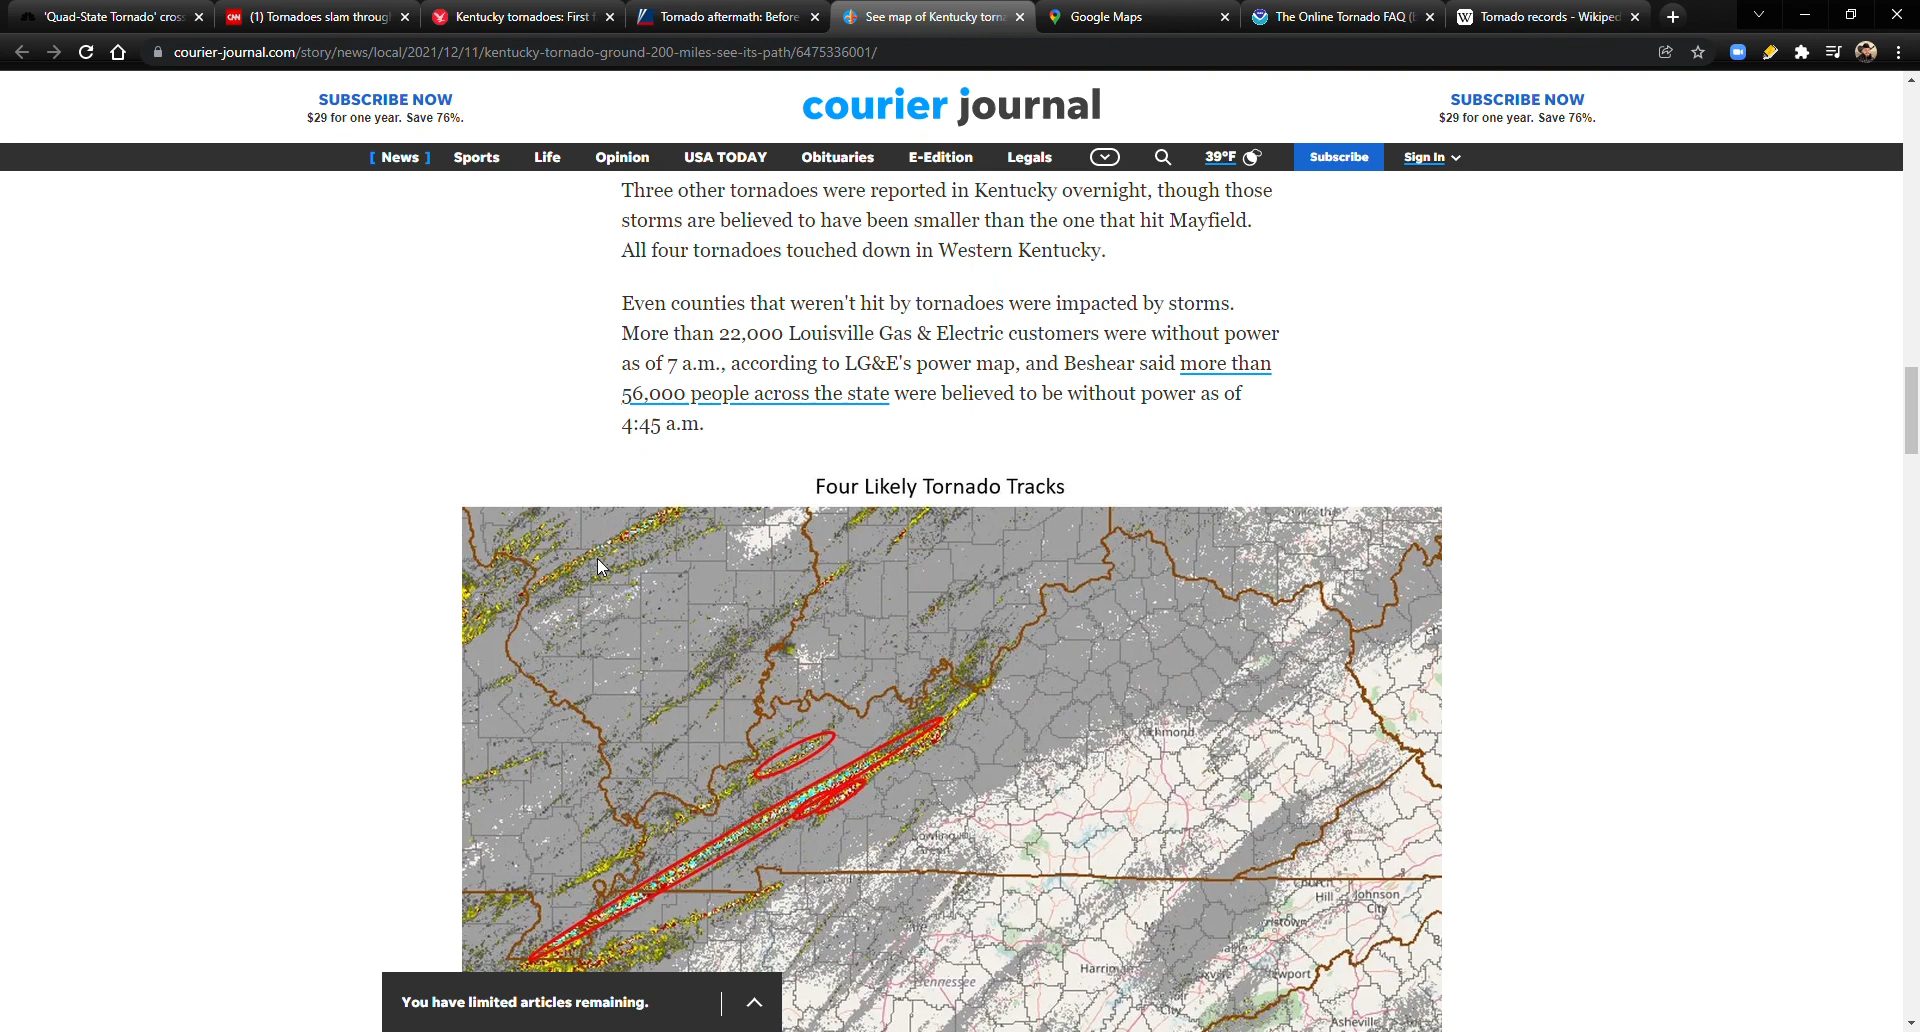 'Quad-State Tornado' cros
(1) Tornadoes slam throug
Kentucky tornadoes: First f
Tornado aftermath: Before
See map of Kentucky torna
Google Maps
The Online Tornado FAQ (
Tornado records - Wikiped
courier-journal.com/story/news/local/2021/12/11/kentucky-tornado-ground-200-miles-see-its-path/6475336001/
SUBSCRIBE NOW
$29 for one year. Save 76%.
courier journal
SUBSCRIBE NOW
$29 for one year. Save 76%.
[ News ] Sports Life Opinion USA TODAY Obituaries E-Edition Legals 39°F Subscribe Sign In
Three other tornadoes were reported in Kentucky overnight, though those
storms are believed to have been smaller than the one that hit Mayfield.
All four tornadoes touched down in Western Kentucky.
Even counties that weren't hit by tornadoes were impacted by storms.
More than 22,000 Louisville Gas & Electric customers were without power
as of 7 a.m., according to LG&E's power map, and Beshear said more than
56,000 people across the state were believed to be without power as of
4:45 a.m.
Four Likely Tornado Tracks
Richmond
Bowling
Green
Church
Hill
Johnson
City
Harriman
Tennessee
Newport
City
Asheville
You have limited articles remaining.